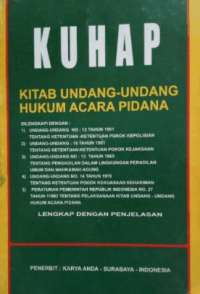 KUHAP
KITAB UNDANG-UNDANG
HUKUM ACARA PIDANA
DILENGKAPI DENGAN :
1) UNDANG-UNDANG NO : 13 TAHUN 1961
TENTANG KETENTUAN-KETENTUAN POKOK KEPOLISIAN
2) UNDANG-UNDANG : 15 TAHUN 1961
TENTANG KETENTUAN-KETENTUAN POKOK KEJAKSAAN
3) UNDANG-UNDANG NO : 13 TAHUN 1965
TENTANG PENGADILAN DALAM LINGKUNGAN PERADILAN
UMUM DAN MAHKAMAH AGUNG
4) UNDANG-UNDANG NO. 14 TAHUN 1970
TENTANG KETENTUAN POKOK KEKUASAAN KEHAKIMAN
5) PERATURAN PEMERINTAH REPUBLIK INDONESIA NO. 27
TAHUN 1983 TENTANG PELAKSANAAN KITAB UNDANG - UNDANG
HUKUM ACARA PIDANA
LENGKAP DENGAN PENJELASAN
PENERBIT : KARYA ANDA - SURABAYA - INDONESIA